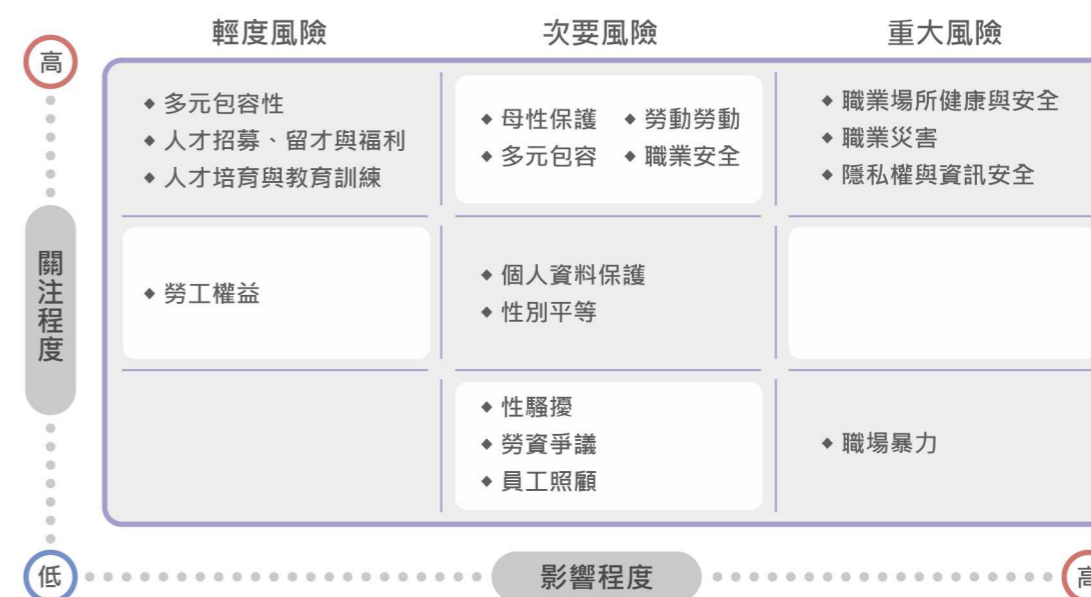 輕度風險 次要風險 重大風險
高
◆ 多元包容性
◆ 人才招募、留才與福利
◆ 人才培育與教育訓練
◆ 母性保護 ◆ 勞動勞動
◆ 多元包容 ◆ 職業安全
◆ 職業場所健康與安全
◆ 職業災害
◆ 隱私權與資訊安全
關注程度
◆ 勞工權益
◆ 個人資料保護
◆ 性別平等
◆ 性騷擾
◆ 勞資爭議
◆ 員工照顧
◆ 職場暴力
低 影響程度 高